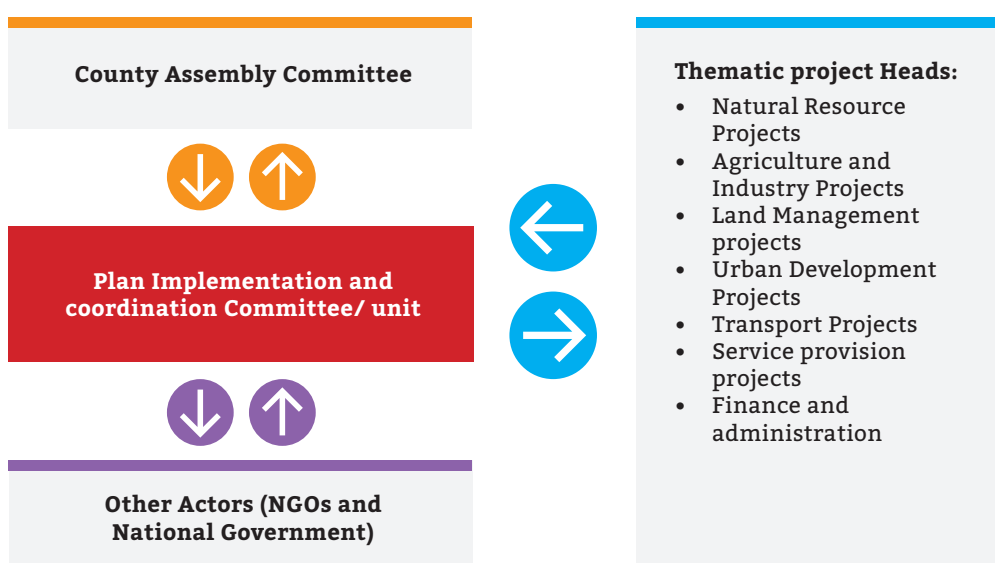 County Assembly Committee
Plan Implementation and
coordination Committee/ unit
Other Actors (NGOs and
National Government)
Thematic project Heads:
• Natural Resource
Projects
• Agriculture and
Industry Projects
• Land Management
projects
• Urban Development
Projects
• Transport Projects
• Service provision
projects
• Finance and
administration